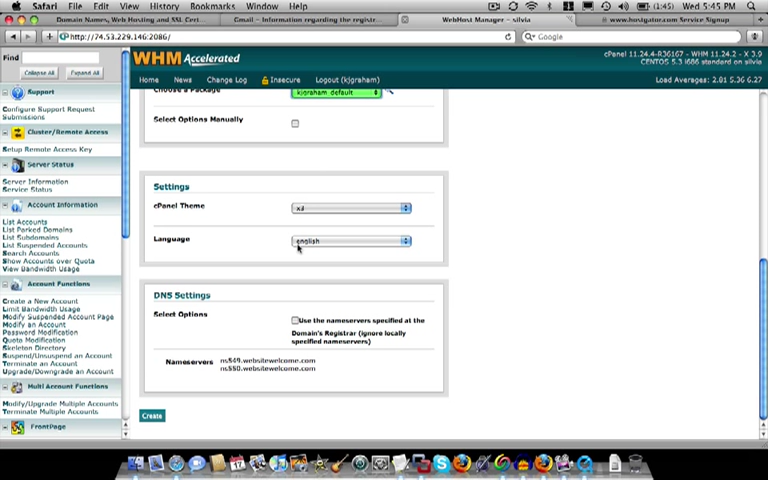 Safari File Edit View History Bookmarks Window Help (1:45) Wed 5:45 PM
Domain Names, Web Hosting and SSL Cert... Gmail – Information regarding the registr... WebHost Manager – silvia www.hostgator.com Service Signup
http://74.53.229.146:2086/ Google
Find
Collapse All Expand All
WHM Accelerated
cPanel 11.24.4-R36167 - WHM 11.24.2 - X 3.9
CENTOS 5.3 i686 standard on silvia
Home News Change Log Insecure Logout (kjgraham) Load Averages: 2.81 5.36 6.27
Support
Configure Support Request
Submissions
Cluster/Remote Access
Setup Remote Access Key
Server Status
Server Information
Service Status
Account Information
List Accounts
List Parked Domains
List Subdomains
List Suspended Accounts
Search Accounts
Show Accounts over Quota
View Bandwidth Usage
Account Functions
Create a New Account
Limit Bandwidth Usage
Modify Suspended Account Page
Modify an Account
Password Modification
Quota Modification
Skeleton Directory
Suspend/Unsuspend an Account
Terminate an Account
Upgrade/Downgrade an Account
Multi Account Functions
Modify/Upgrade Multiple Accounts
Terminate Multiple Accounts
FrontPage
Choose a Package kjgraham default
Select Options Manually
Settings
cPanel Theme x3
Language english
DNS Settings
Select Options Use the nameservers specified at the
Domain's Registrar (ignore locally
specified nameservers)
Nameservers ns549.websitewelcome.com
ns550.websitewelcome.com
Create